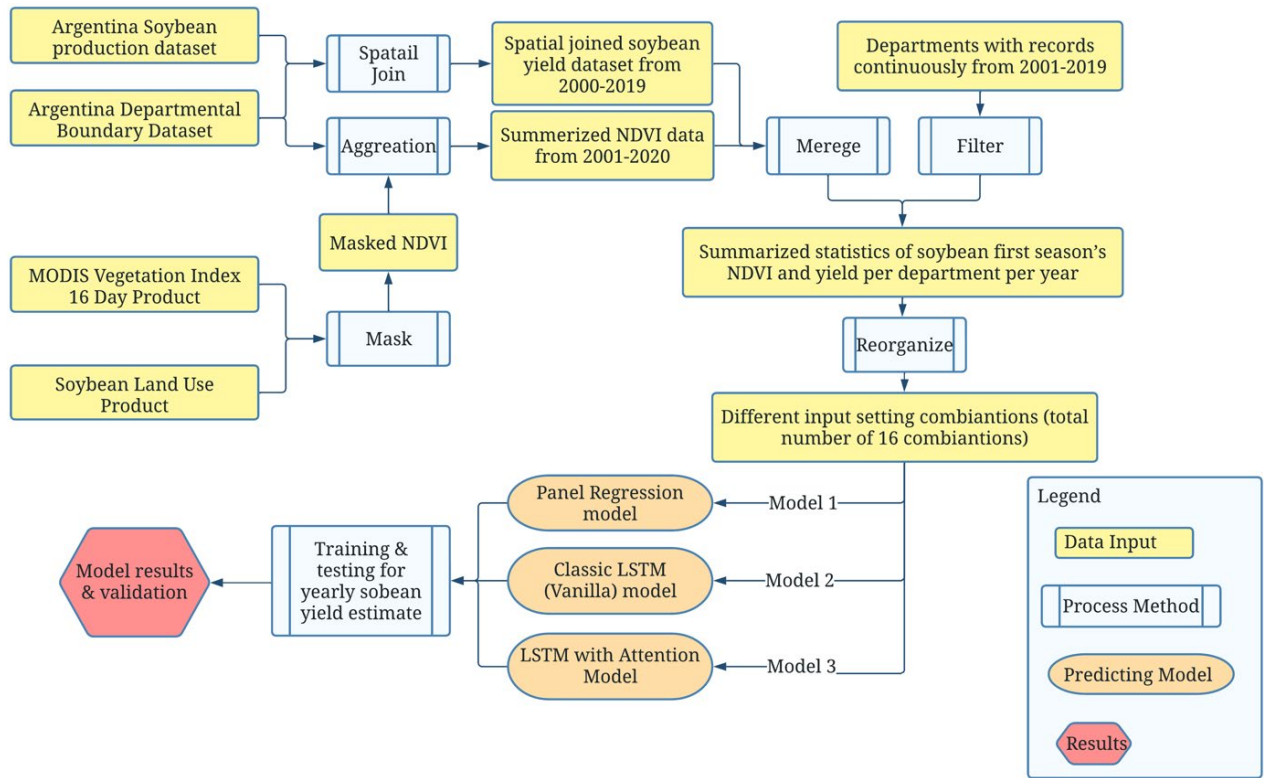 Argentina Soybean
production dataset
Argentina Departmental
Boundary Dataset
Spatail
Join
Aggreation
Spatial joined soybean
yield dataset from
2000-2019
Summerized NDVI data
from 2001-2020
Departments with records
continuously from 2001-2019
Merege
Filter
Masked NDVI
MODIS Vegetation Index
16 Day Product
Soybean Land Use
Product
Mask
Summarized statistics of soybean first season’s
NDVI and yield per department per year
Reorganize
Different input setting combiantions (total
number of 16 combiantions)
Model 1
Model 2
Model 3
Panel Regression
model
Classic LSTM
(Vanilla) model
LSTM with Attention
Model
Training &
testing for
yearly sobean
yield estimate
Model results
& validation
Legend
Data Input
Process Method
Predicting Model
Results